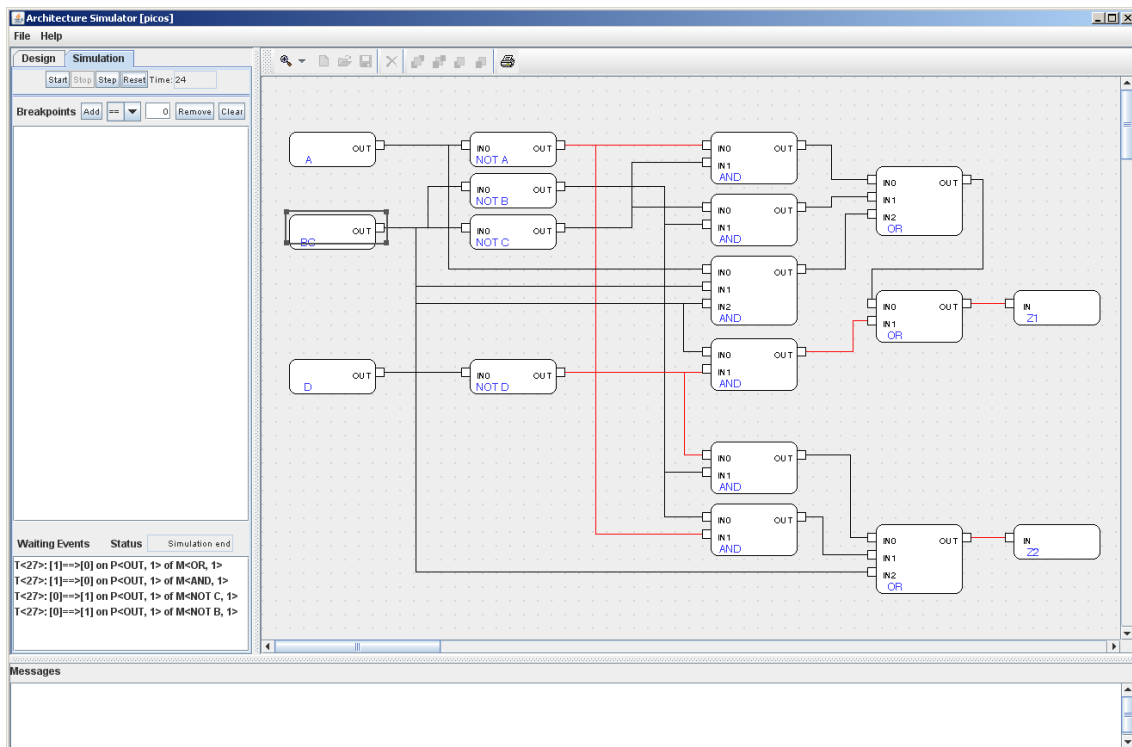 Architecture Simulator [picos]
File Help
Design Simulation
Start Stop Step Reset Time: 24
Breakpoints Add == 0 Remove Clear
A OUT
IN0 OUT
NOT A
IN0 OUT
IN1
AND
IN0 OUT
NOT B
IN0 OUT
IN1
IN2
OR
BC OUT
IN0 OUT
NOT C
IN0 OUT
IN1
AND
IN0 OUT
IN1
IN2
AND
IN0 OUT
IN1
OR
IN
Z1
IN0 OUT
IN1
AND
D OUT
IN0 OUT
NOT D
IN0 OUT
IN1
AND
IN0 OUT
IN1
AND
IN0 OUT
IN1
IN2
OR
IN
Z2
Waiting Events Status Simulation end
T<27>: [1]==>[0] on P<OUT, 1> of M<OR, 1>
T<27>: [1]==>[0] on P<OUT, 1> of M<AND, 1>
T<27>: [0]==>[1] on P<OUT, 1> of M<NOT C, 1>
T<27>: [0]==>[1] on P<OUT, 1> of M<NOT B, 1>
Messages